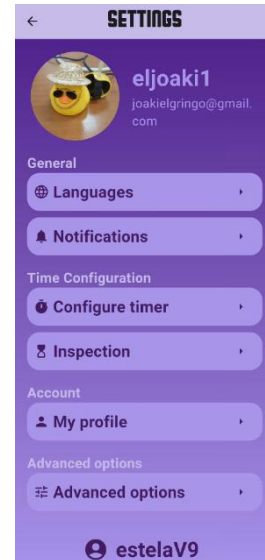 SETTINGS
eljoaki1
joakielgringo@gmail.
com
General
Languages
Notifications
Time Configuration
Configure timer
Inspection
Account
My profile
Advanced options
Advanced options
estelaV9